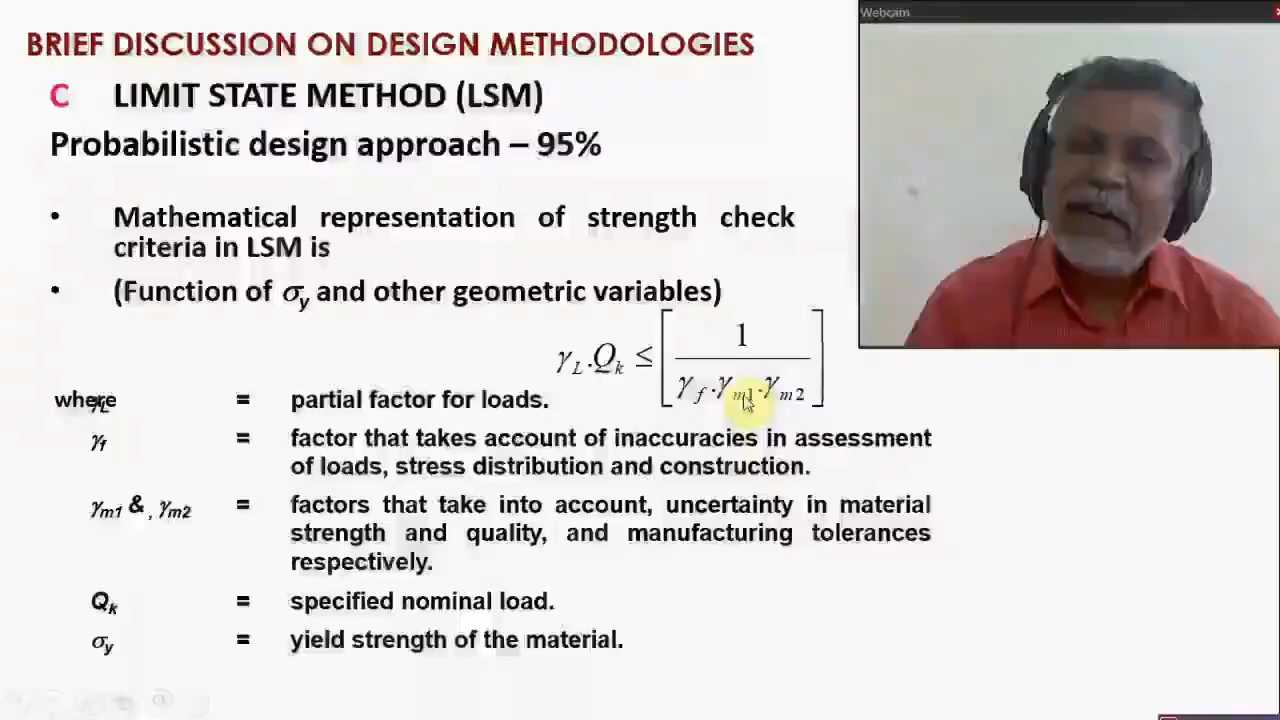 Webcam
BRIEF DISCUSSION ON DESIGN METHODOLOGIES
C LIMIT STATE METHOD (LSM)
Probabilistic design approach – 95%
• Mathematical representation of strength check
criteria in LSM is
• (Function of σy and other geometric variables)
γL.Qk ≤ [1 / γf.γm1.γm2]
where γL = partial factor for loads.
γf = factor that takes account of inaccuracies in assessment
of loads, stress distribution and construction.
γm1 & , γm2 = factors that take into account, uncertainty in material
strength and quality, and manufacturing tolerances
respectively.
Qk = specified nominal load.
σy = yield strength of the material.